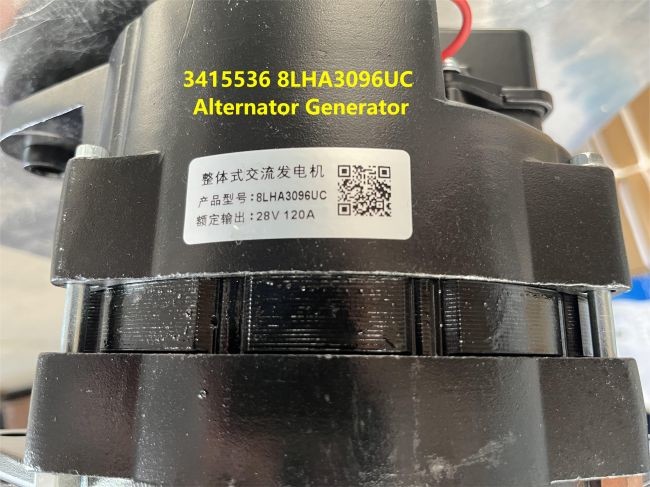 3415536 8LHA3096UC
Alternator Generator
整体式交流发电机
产品型号:8LHA3096UC
额定输出:28V 120A